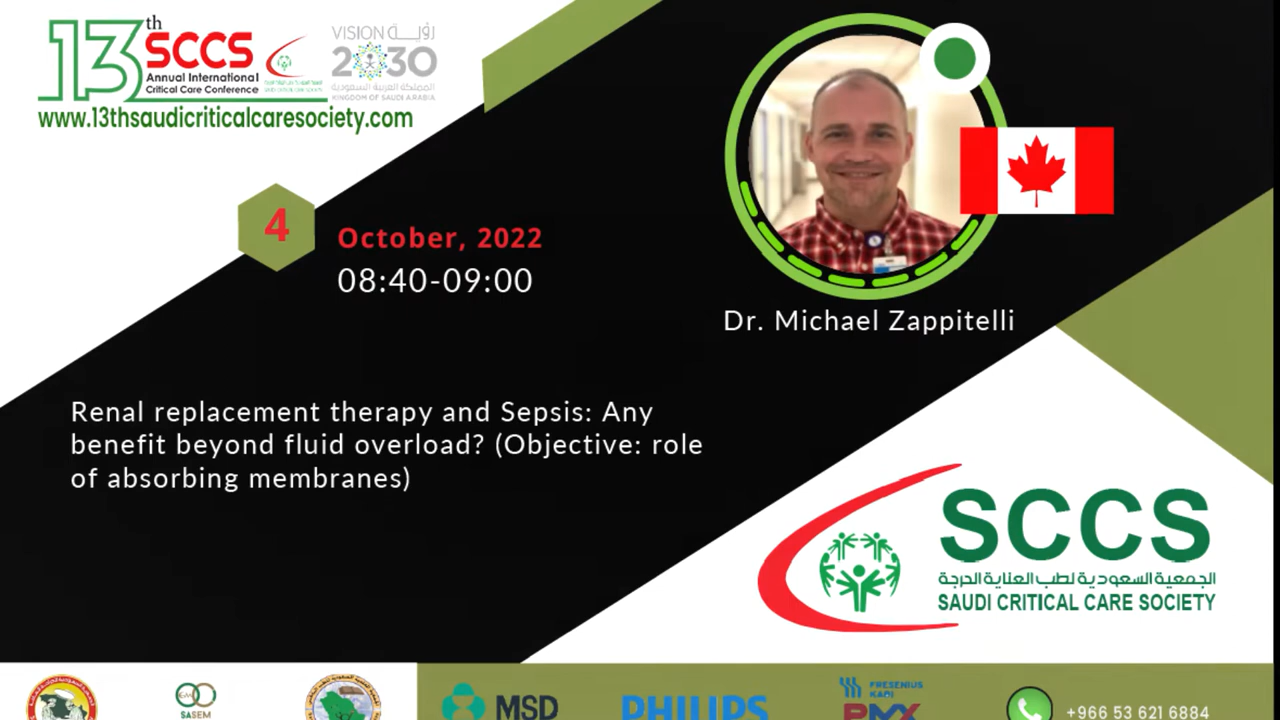 13th
SCCS
Annual International
Critical Care Conference
VISION رؤية
2030
المملكة العربية السعودية
KINGDOM OF SAUDI ARABIA
www.13thsaudicriticalcaresociety.com
4
October, 2022
08:40-09:00
Dr. Michael Zappitelli
Renal replacement therapy and Sepsis: Any
benefit beyond fluid overload? (Objective: role
of absorbing membranes)
SCCS
الجمعية السعودية لطب العناية الحرجة
SAUDI CRITICAL CARE SOCIETY
SASEM
MSD
PHILIPS
FRESENIUS
KABI
PMX
+966 53 621 6884